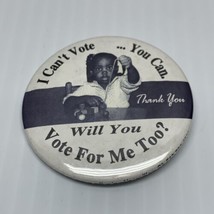 I Can't Vote ... You Can.
Thank You
Will You
Vote For Me Too?